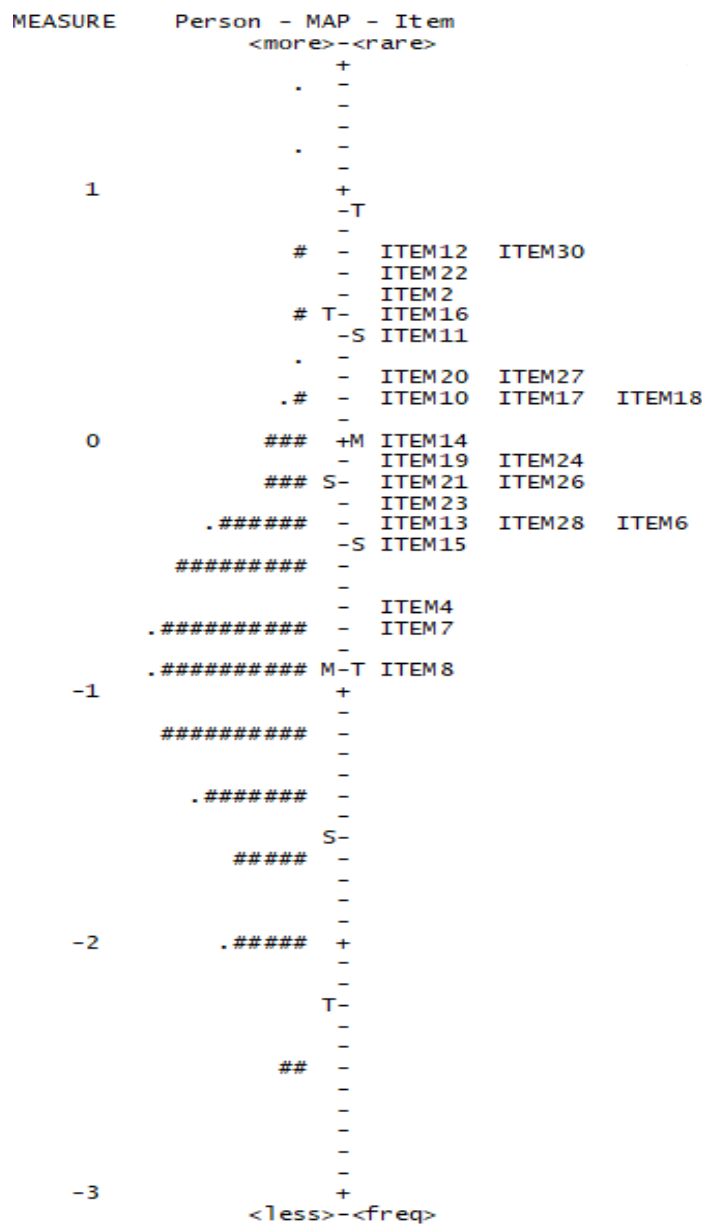 MEASURE Person - MAP - Item
<more>-<rare>
+
. -
-
-
. -
-
1 +
-T
-
# - ITEM12 ITEM30
- ITEM22
- ITEM2
# T- ITEM16
-S ITEM11
. -
- ITEM20 ITEM27
.# - ITEM10 ITEM17 ITEM18
-
0 ### +M ITEM14
- ITEM19 ITEM24
### S- ITEM21 ITEM26
- ITEM23
.###### - ITEM13 ITEM28 ITEM6
-S ITEM15
######### -
-
- ITEM4
.########## - ITEM7
-
.########## M-T ITEM8
-1 +
-
########## -
-
-
.####### -
-
S-
##### -
-
-
-
-2 .##### +
-
-
T-
-
-
## -
-
-
-
-
-
-3 +
<less>-<freq>